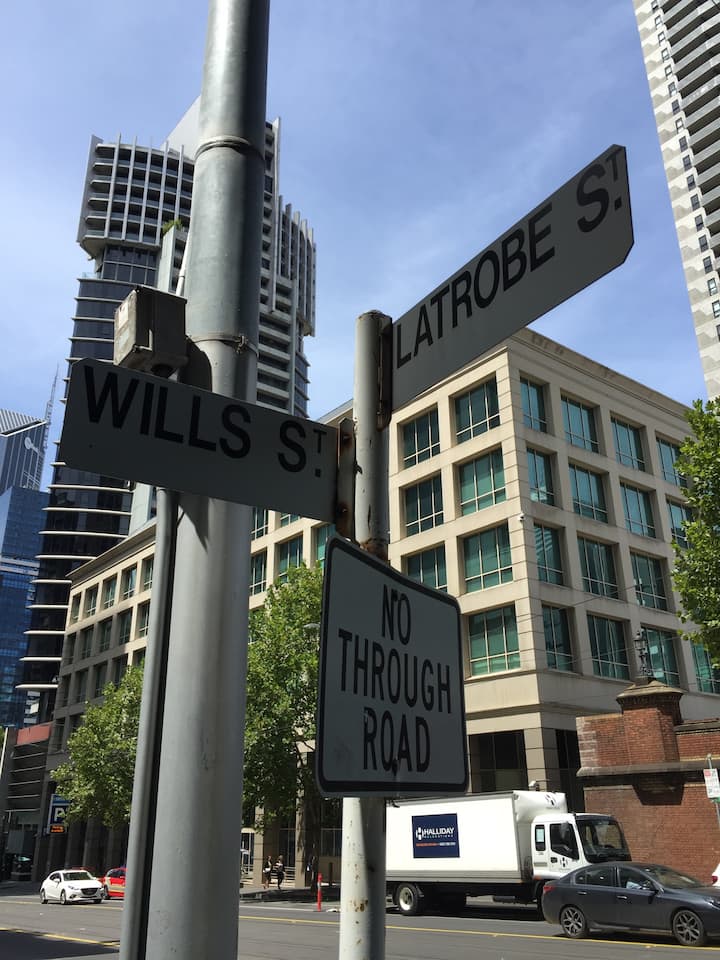 LATROBE ST.
WILLS ST.
NO
THROUGH
ROAD
HALLIDAY
P